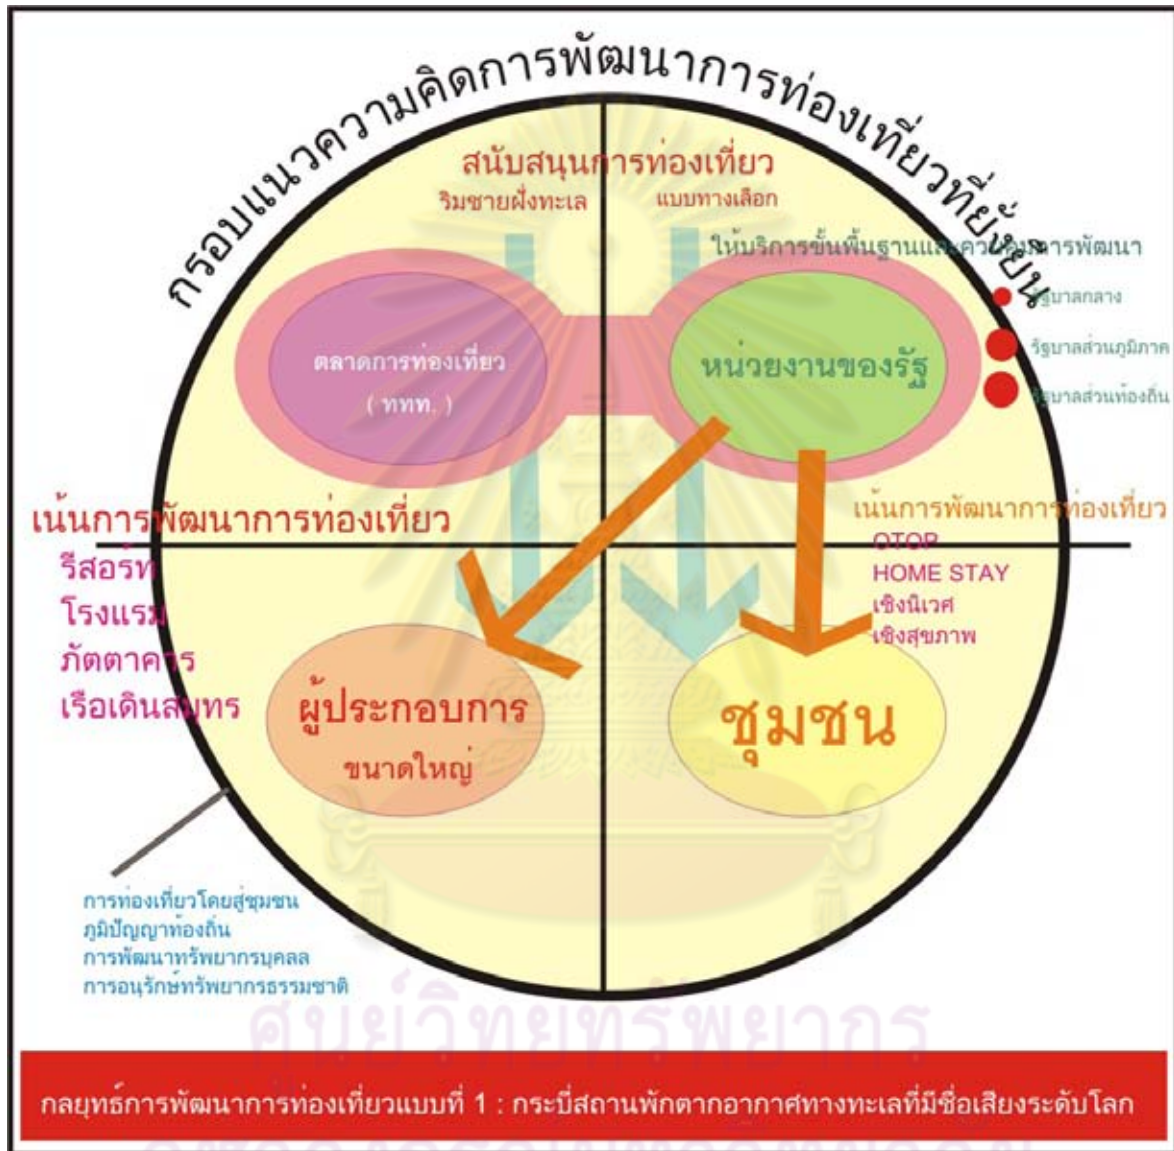 กรอบแนวความคิดการพัฒนาการท่องเที่ยวที่ยั่งยืน
สนับสนุนการท่องเที่ยว
ริมชายฝั่งทะเล
แบบทางเลือก
ให้บริการขั้นพื้นฐานและควบคุมการพัฒนา
รัฐบาลกลาง
รัฐบาลส่วนภูมิภาค
รัฐบาลส่วนท้องถิ่น
ตลาดการท่องเที่ยว
( ททท. )
หน่วยงานของรัฐ
เน้นการพัฒนาการท่องเที่ยว
รีสอร์ท
โรงแรม
ภัตตาคาร
เรือเดินสมุทร
เน้นการพัฒนาการท่องเที่ยว
OTOP
HOME STAY
เชิงนิเวศ
เชิงสุขภาพ
ผู้ประกอบการ
ขนาดใหญ่
ชุมชน
การท่องเที่ยวโดยสู่ชุมชน
ภูมิปัญญาท้องถิ่น
การพัฒนาทรัพยากรบุคลล
การอนุรักษ์ทรัพยากรธรรมชาติ
ศูนย์วิทยทรัพยากร
กลยุทธ์การพัฒนาการท่องเที่ยวแบบที่ 1 : กระบี่สถานพักตากอากาศทางทะเลที่มีชื่อเสียงระดับโลก